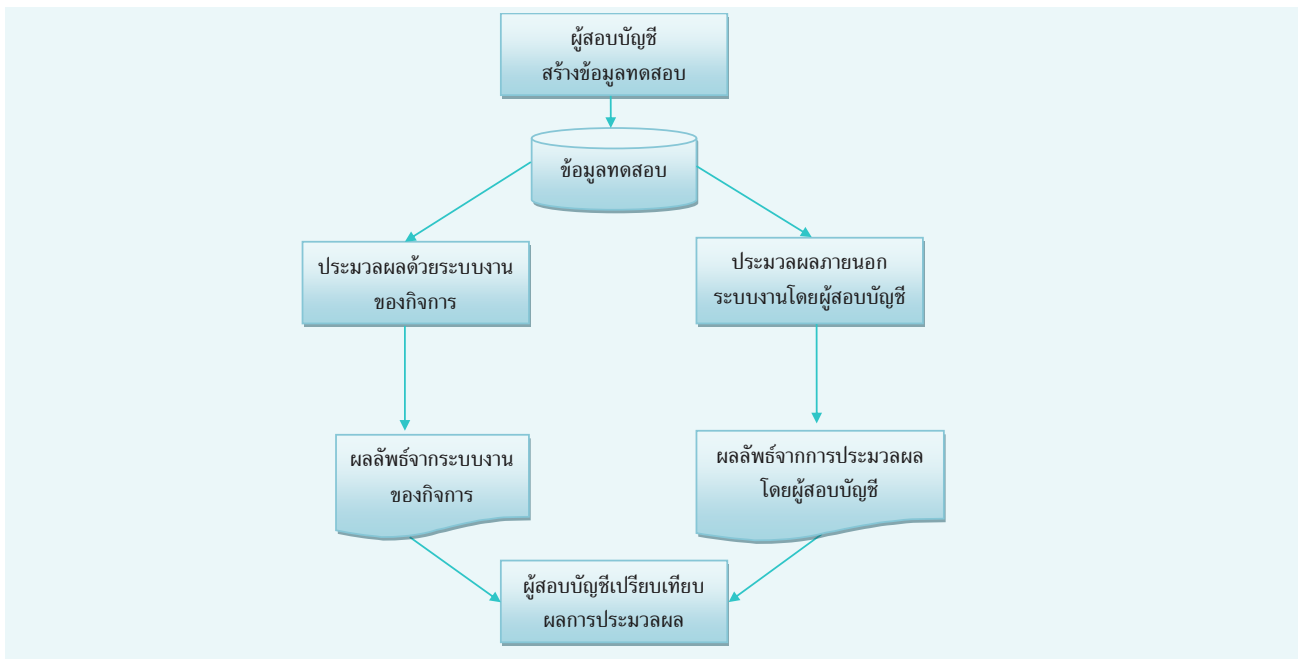 ผู้สอบบัญชี
สร้างข้อมูลทดสอบ
ข้อมูลทดสอบ
ประมวลผลด้วยระบบงาน
ของกิจการ
ประมวลผลภายนอก
ระบบงานโดยผู้สอบบัญชี
ผลลัพธ์จากระบบงาน
ของกิจการ
ผลลัพธ์จากการประมวลผล
โดยผู้สอบบัญชี
ผู้สอบบัญชีเปรียบเทียบ
ผลการประมวลผล